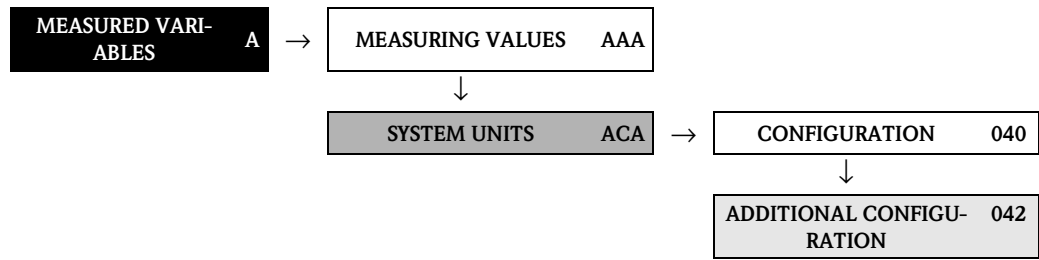 MEASURED VARI-
ABLES A → MEASURING VALUES AAA
↓
SYSTEM UNITS ACA → CONFIGURATION 040
↓
ADDITIONAL CONFIGU-
RATION 042